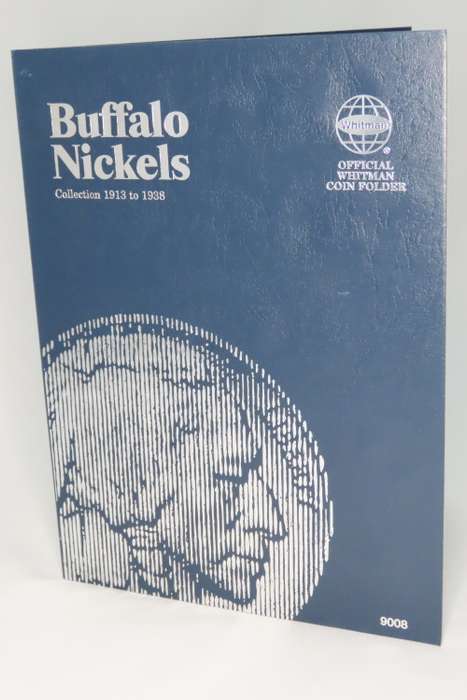 Buffalo
Nickels
Collection 1913 to 1938
Whitman
®
OFFICIAL
WHITMAN
COIN FOLDER
9008